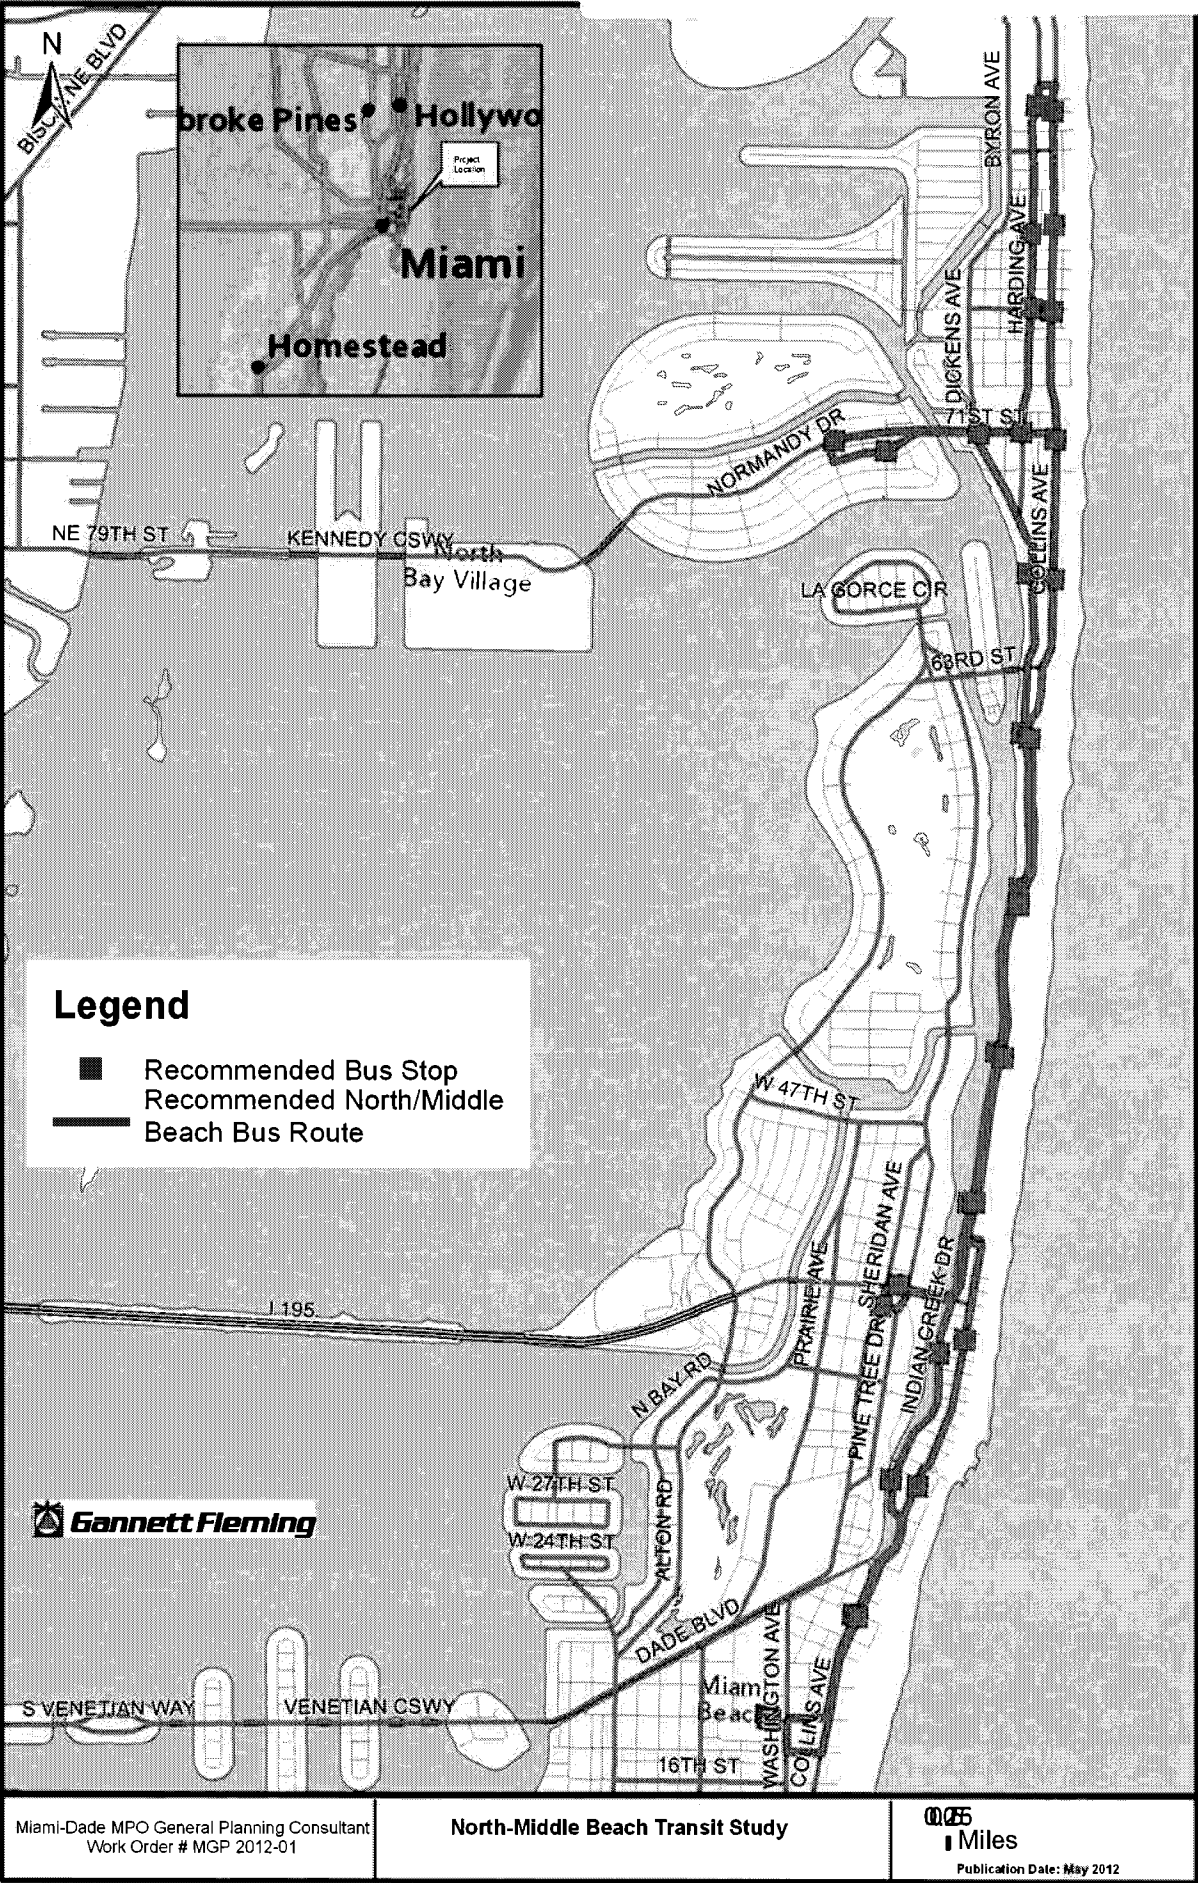 N
BISC
NE BLVD
broke Pines
Hollywo
Project
Location
Miami
Homestead
BYRON AVE
HARDING AVE
DICKENS AVE
71ST ST
NORMANDY DR
COLLINS AVE
NE 79TH ST
KENNEDY CSWY
North
Bay Village
LA GORCE CIR
63RD ST
Legend
Recommended Bus Stop
Recommended North/Middle
Beach Bus Route
W 47TH ST
SHERIDAN AVE
PRAIRIE AVE
PINE TREE DR
INDIAN CREEK DR
I 195
N BAY RD
W 27TH ST
W 24TH ST
ALTON RD
Gannett Fleming
DADE BLVD
WASHINGTON AVE
COLLINS AVE
Miami
Beach
S VENETIAN WAY
VENETIAN CSWY
16TH ST
Miami-Dade MPO General Planning Consultant
Work Order # MGP 2012-01
North-Middle Beach Transit Study
Miles
Publication Date: May 2012